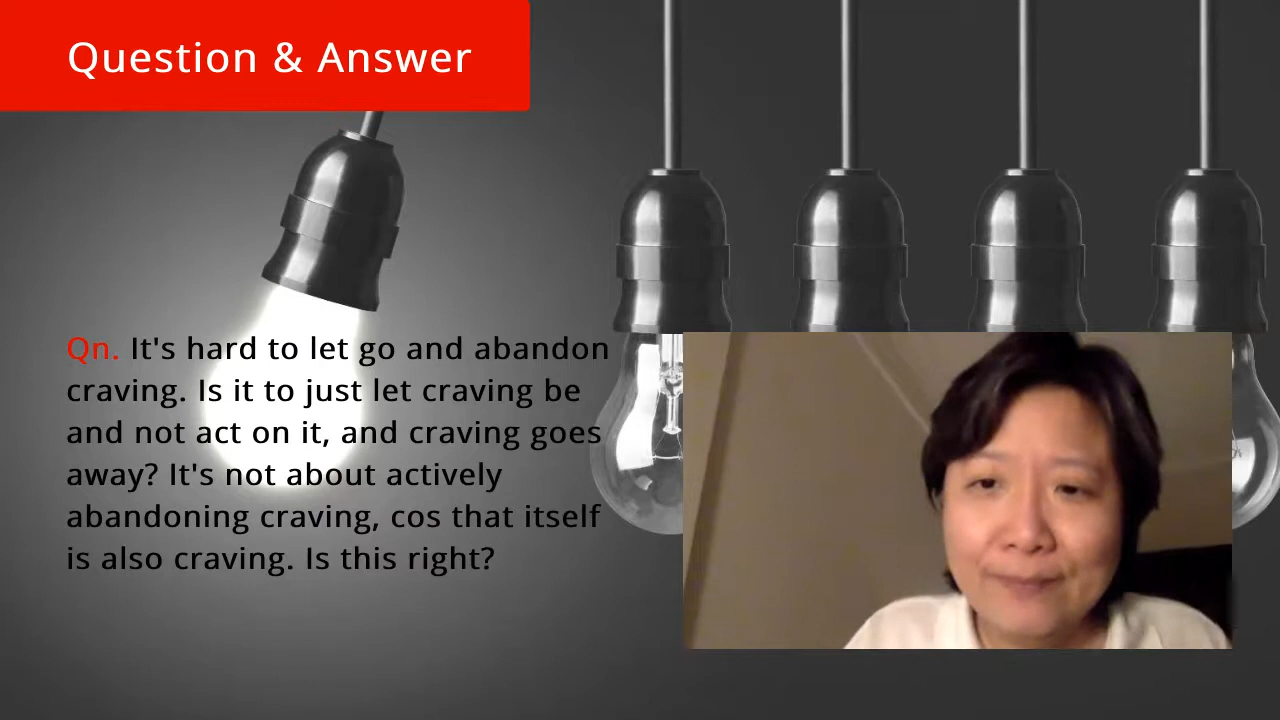 Question & Answer
Qn. It's hard to let go and abandon
craving. Is it to just let craving be
and not act on it, and craving goes
away? It's not about actively
abandoning craving, cos that itself
is also craving. Is this right?